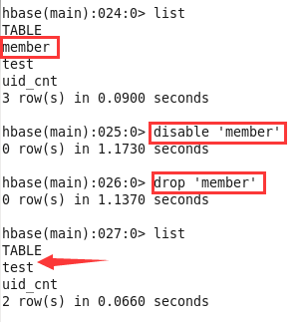 hbase(main):024:0> list
TABLE
member
test
uid_cnt
3 row(s) in 0.0900 seconds
hbase(main):025:0> disable 'member'
0 row(s) in 1.1730 seconds
hbase(main):026:0> drop 'member'
0 row(s) in 1.1370 seconds
hbase(main):027:0> list
TABLE
test
uid_cnt
2 row(s) in 0.0660 seconds